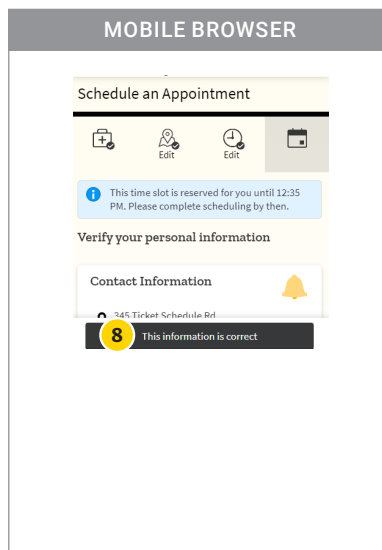 MOBILE BROWSER
Schedule an Appointment
Edit
Edit
This time slot is reserved for you until 12:35
PM. Please complete scheduling by then.
Verify your personal information
Contact Information
345 Ticket Schedule Rd
8
This information is correct